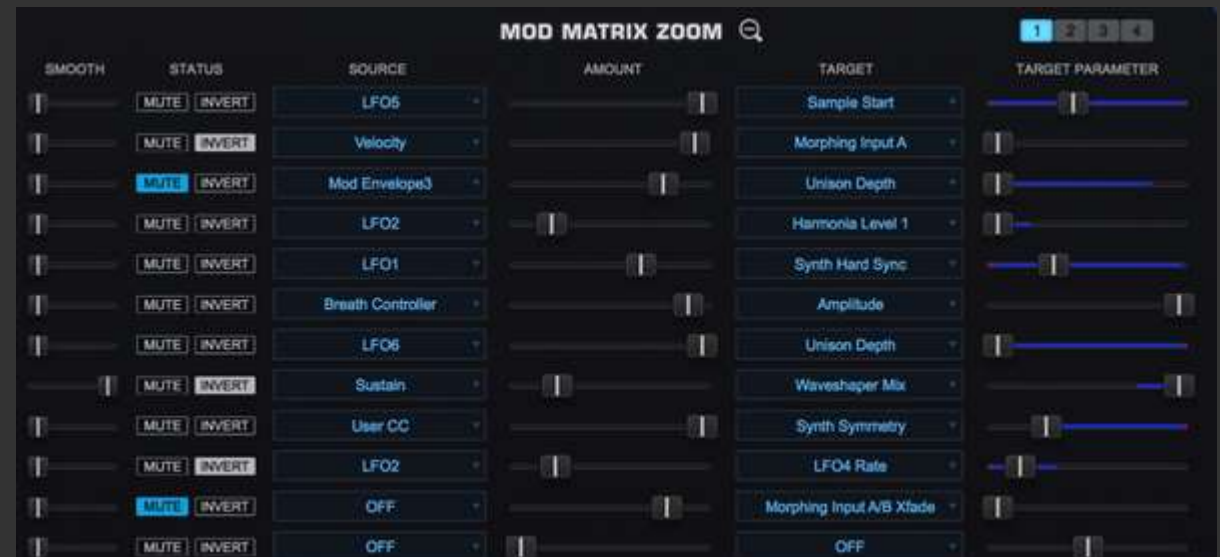 MOD MATRIX ZOOM 1 2 3 4
SMOOTH STATUS SOURCE AMOUNT TARGET TARGET PARAMETER
MUTE INVERT LFO5 Sample Start
MUTE INVERT Velocity Morphing Input A
MUTE INVERT Mod Envelope3 Unison Depth
MUTE INVERT LFO2 Harmonia Level 1
MUTE INVERT LFO1 Synth Hard Sync
MUTE INVERT Breath Controller Amplitude
MUTE INVERT LFO6 Unison Depth
MUTE INVERT Sustain Waveshaper Mix
MUTE INVERT User CC Synth Symmetry
MUTE INVERT LFO2 LFO4 Rate
MUTE INVERT OFF Morphing Input A/B Xfade
MUTE INVERT OFF OFF